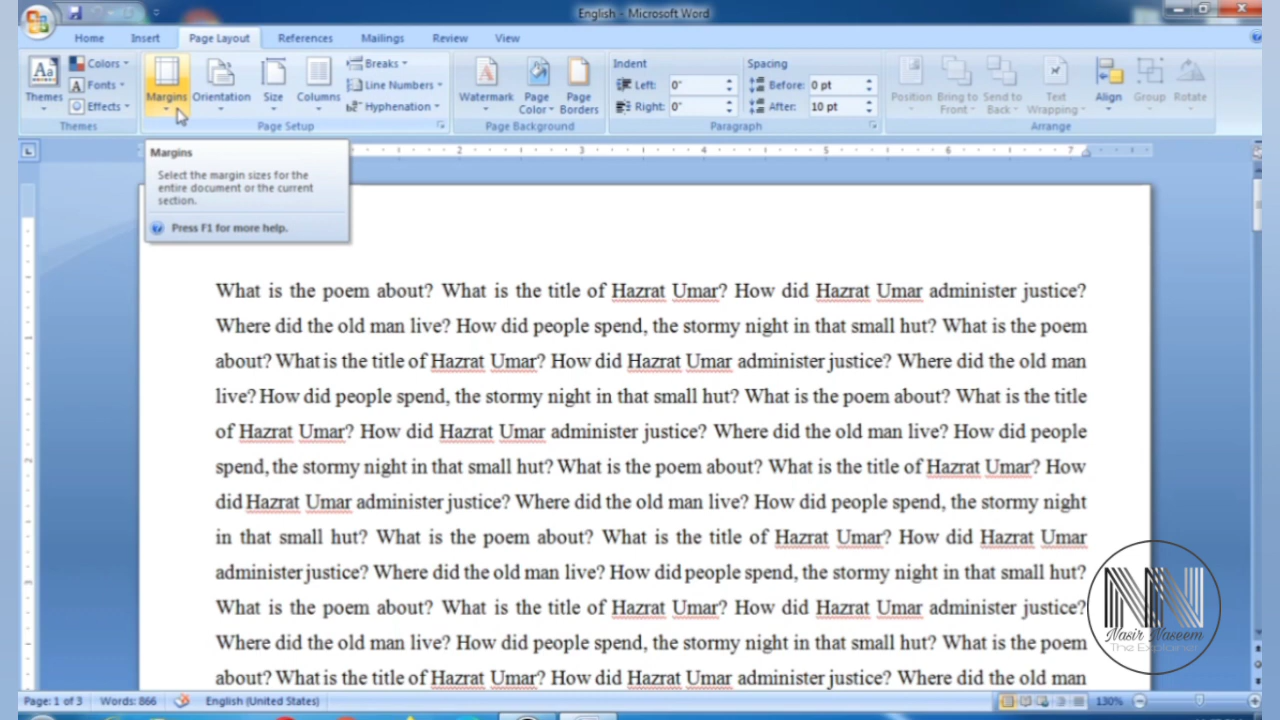 English - Microsoft Word
Home Insert Page Layout References Mailings Review View
Colors Breaks Indent Spacing
Aa Fonts Line Numbers Left: 0" Before: 0 pt
Themes Effects Margins Orientation Size Columns Hyphenation Watermark Page Color Page Borders Right: 0" After: 10 pt Position Bring to Front Send to Back Text Wrapping Align Group Rotate
Themes Page Setup Page Background Paragraph Arrange
2 3 4 5 6 7
Margins
Select the margin sizes for the
entire document or the current
section.
Press F1 for more help.
What is the poem about? What is the title of Hazrat Umar? How did Hazrat Umar administer justice?
Where did the old man live? How did people spend, the stormy night in that small hut? What is the poem
about? What is the title of Hazrat Umar? How did Hazrat Umar administer justice? Where did the old man
live? How did people spend, the stormy night in that small hut? What is the poem about? What is the title
of Hazrat Umar? How did Hazrat Umar administer justice? Where did the old man live? How did people
spend, the stormy night in that small hut? What is the poem about? What is the title of Hazrat Umar? How
did Hazrat Umar administer justice? Where did the old man live? How did people spend, the stormy night
in that small hut? What is the poem about? What is the title of Hazrat Umar? How did Hazrat Umar
administer justice? Where did the old man live? How did people spend, the stormy night in that small hut?
What is the poem about? What is the title of Hazrat Umar? How did Hazrat Umar administer justice?
Where did the old man live? How did people spend, the stormy night in that small hut? What is the poem
about? What is the title of Hazrat Umar? How did Hazrat Umar administer justice? Where did the old man
NN
Nasir Naseem
The Explainer
Page: 1 of 3 Words: 866 English (United States) 130%